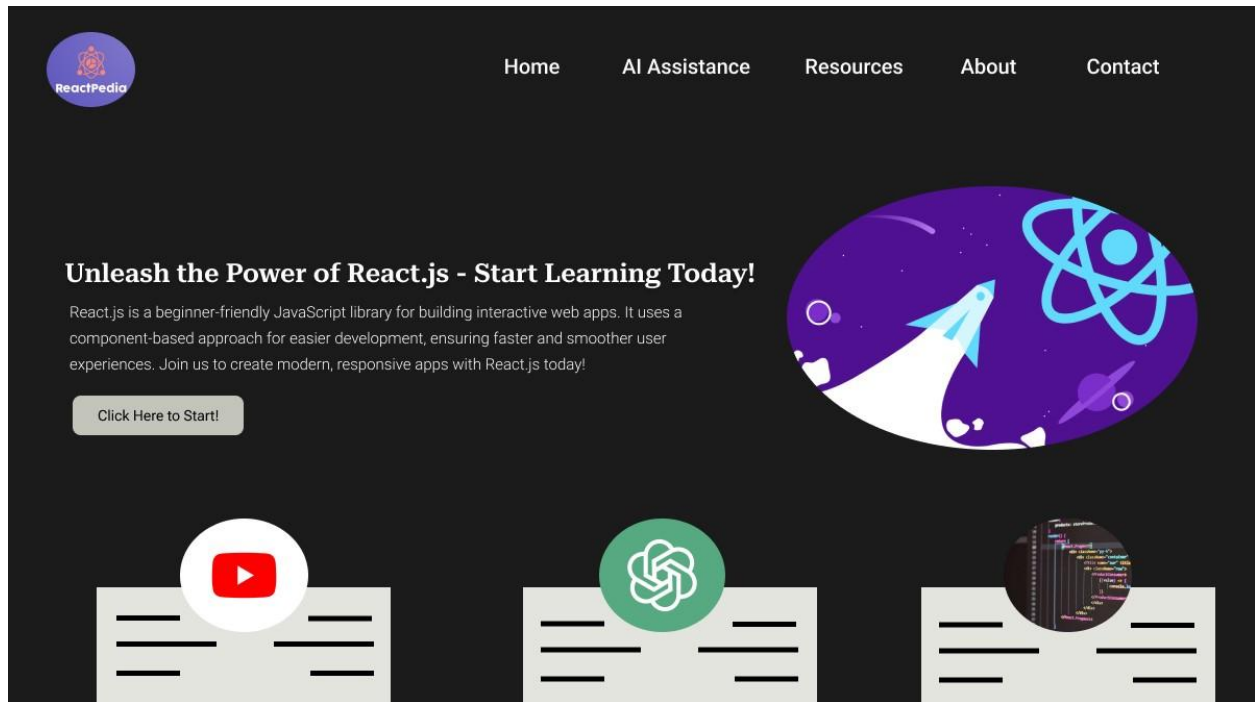 ReactPedia
Home AI Assistance Resources About Contact
Unleash the Power of React.js - Start Learning Today!
React.js is a beginner-friendly JavaScript library for building interactive web apps. It uses a
component-based approach for easier development, ensuring faster and smoother user
experiences. Join us to create modern, responsive apps with React.js today!
Click Here to Start!